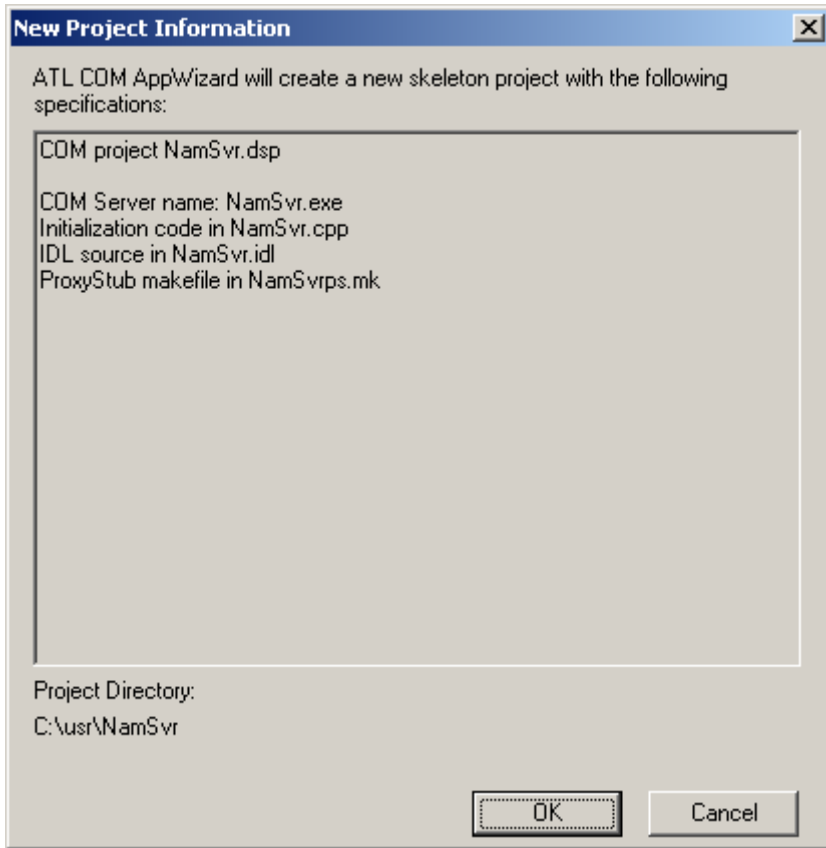 New Project Information
ATL COM AppWizard will create a new skeleton project with the following
specifications:
COM project NamSvr.dsp
COM Server name: NamSvr.exe
Initialization code in NamSvr.cpp
IDL source in NamSvr.idl
ProxyStub makefile in NamSvrps.mk
Project Directory:
C:\usr\NamSvr
OK
Cancel